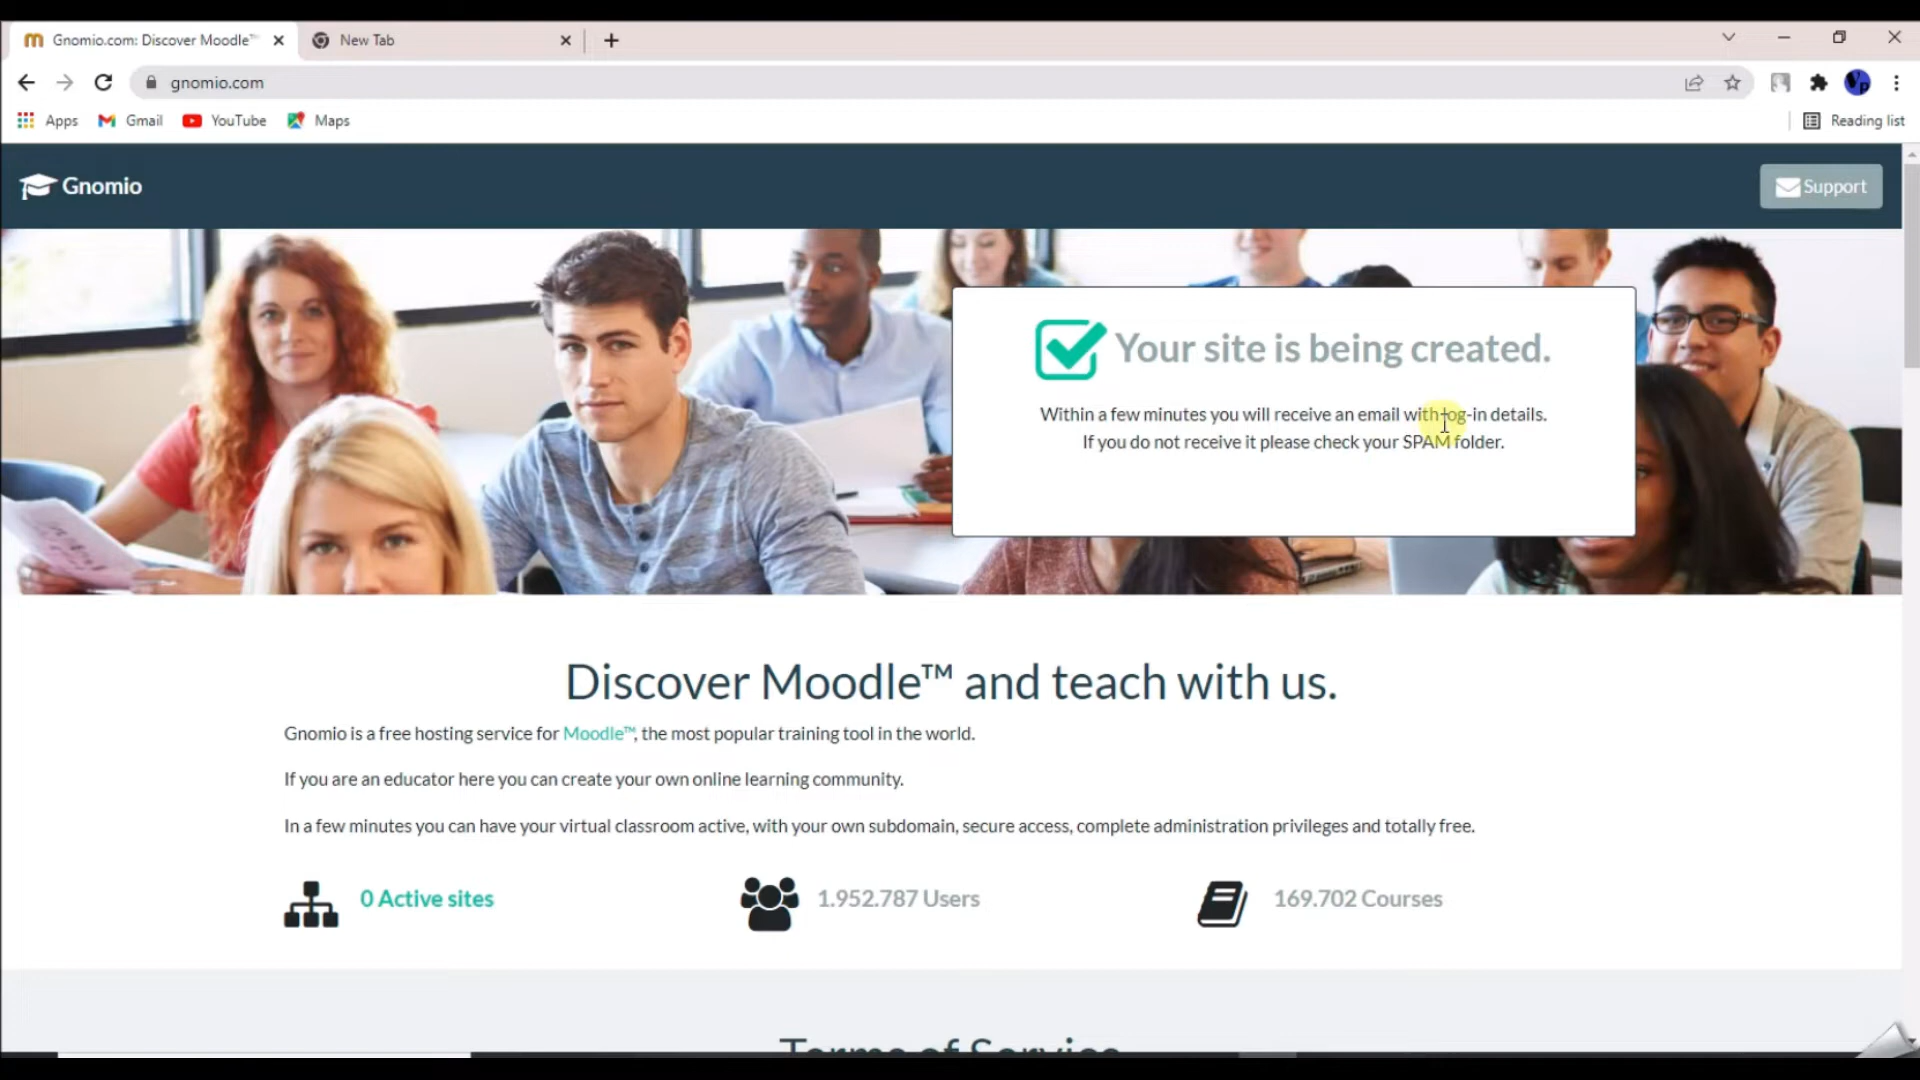 Gnomio.com: Discover Moodle™
New Tab
gnomio.com
Apps
Gmail
YouTube
Maps
Reading list
Gnomio
Support
Your site is being created.
Within a few minutes you will receive an email with log-in details.
If you do not receive it please check your SPAM folder.
Discover Moodle™ and teach with us.
Gnomio is a free hosting service for Moodle™, the most popular training tool in the world.
If you are an educator here you can create your own online learning community.
In a few minutes you can have your virtual classroom active, with your own subdomain, secure access, complete administration privileges and totally free.
0 Active sites
1.952.787 Users
169.702 Courses
Terms of Service